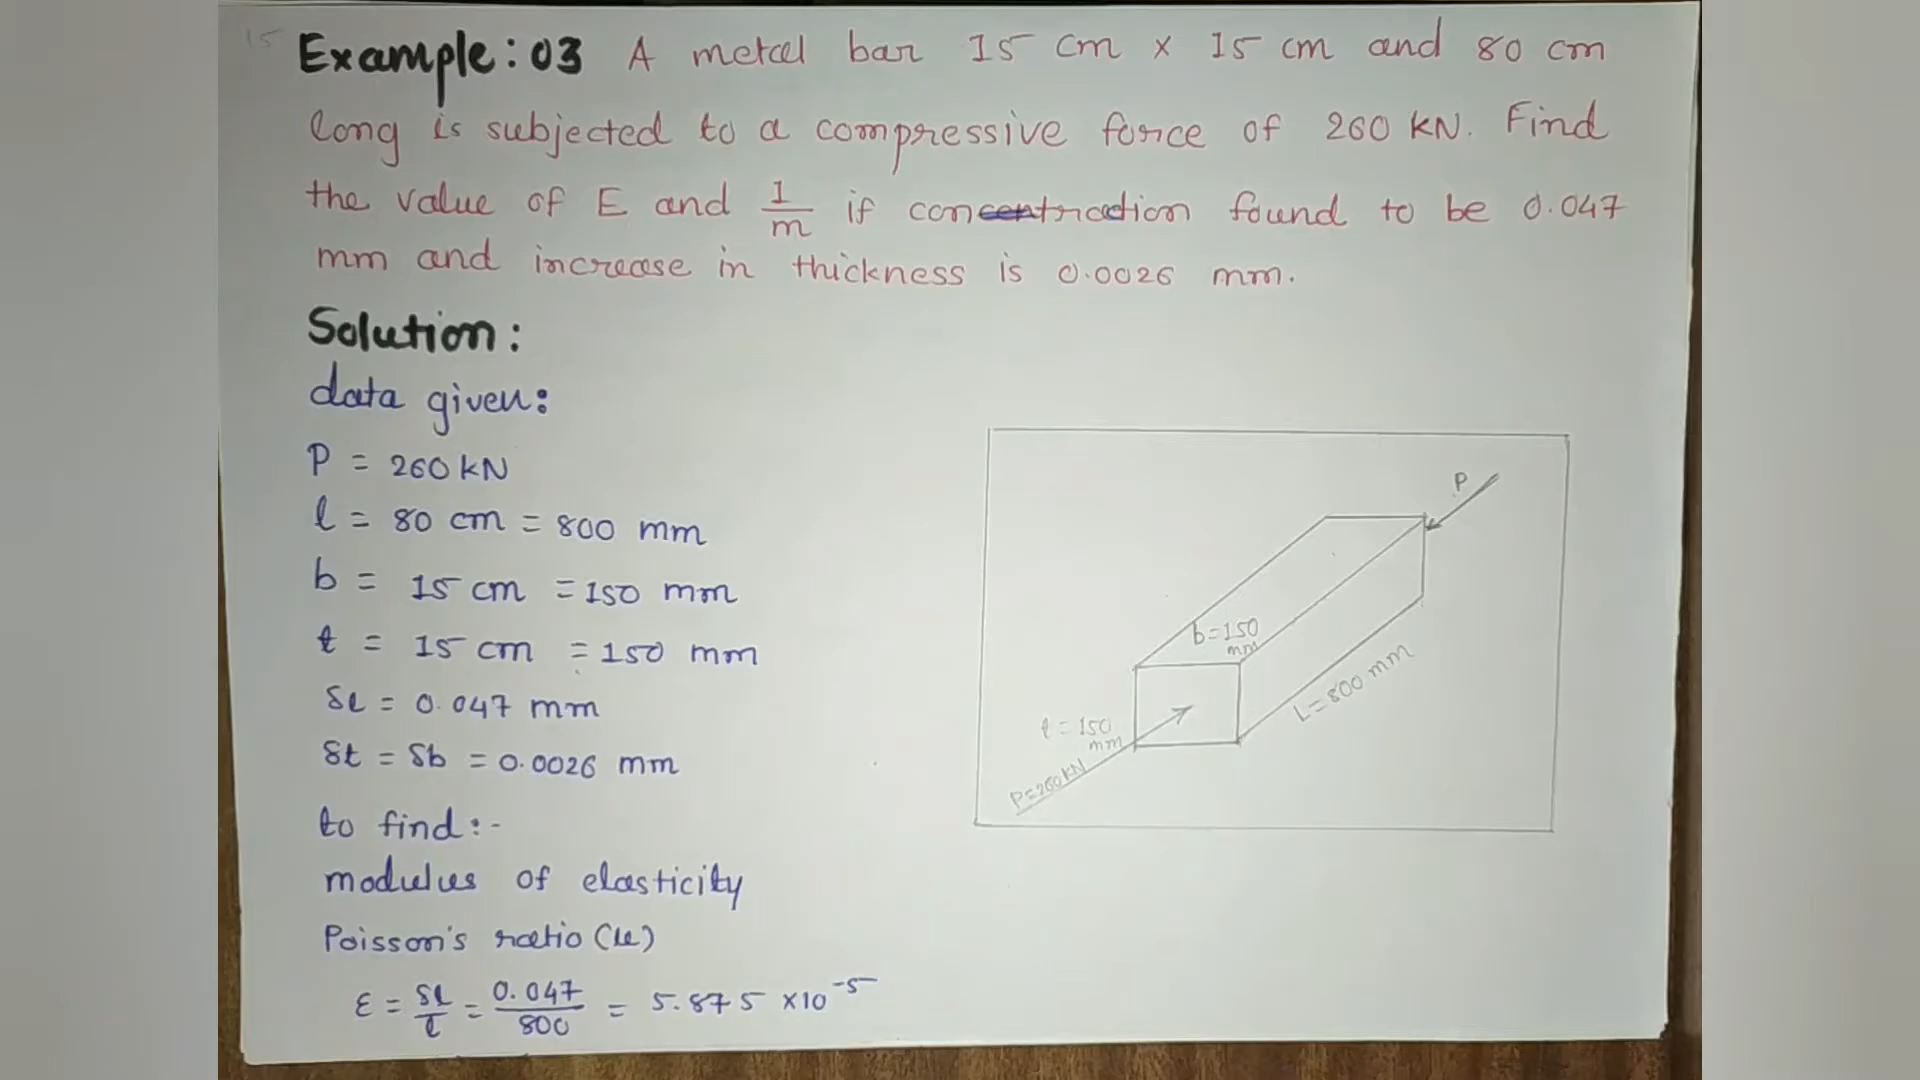 15
Example: 03 A metal bar 15 cm x 15 cm and 80 cm
long is subjected to a compressive force of 260 KN. Find
the value of E and 1/m if contraction found to be 0.047
mm and increase in thickness is 0.0026 mm.
Solution:
data given:
P = 260 KN
l = 80 cm = 800 mm
b = 15 cm = 150 mm
t = 15 cm = 150 mm
δl = 0.047 mm
δt = δb = 0.0026 mm
to find:-
modulus of elasticity
Poisson's ratio (μ)
ε = δl/l = 0.047/800 = 5.875 x10⁻⁵
P
b=150
mm
L=800 mm
t=150
mm
P=260KN